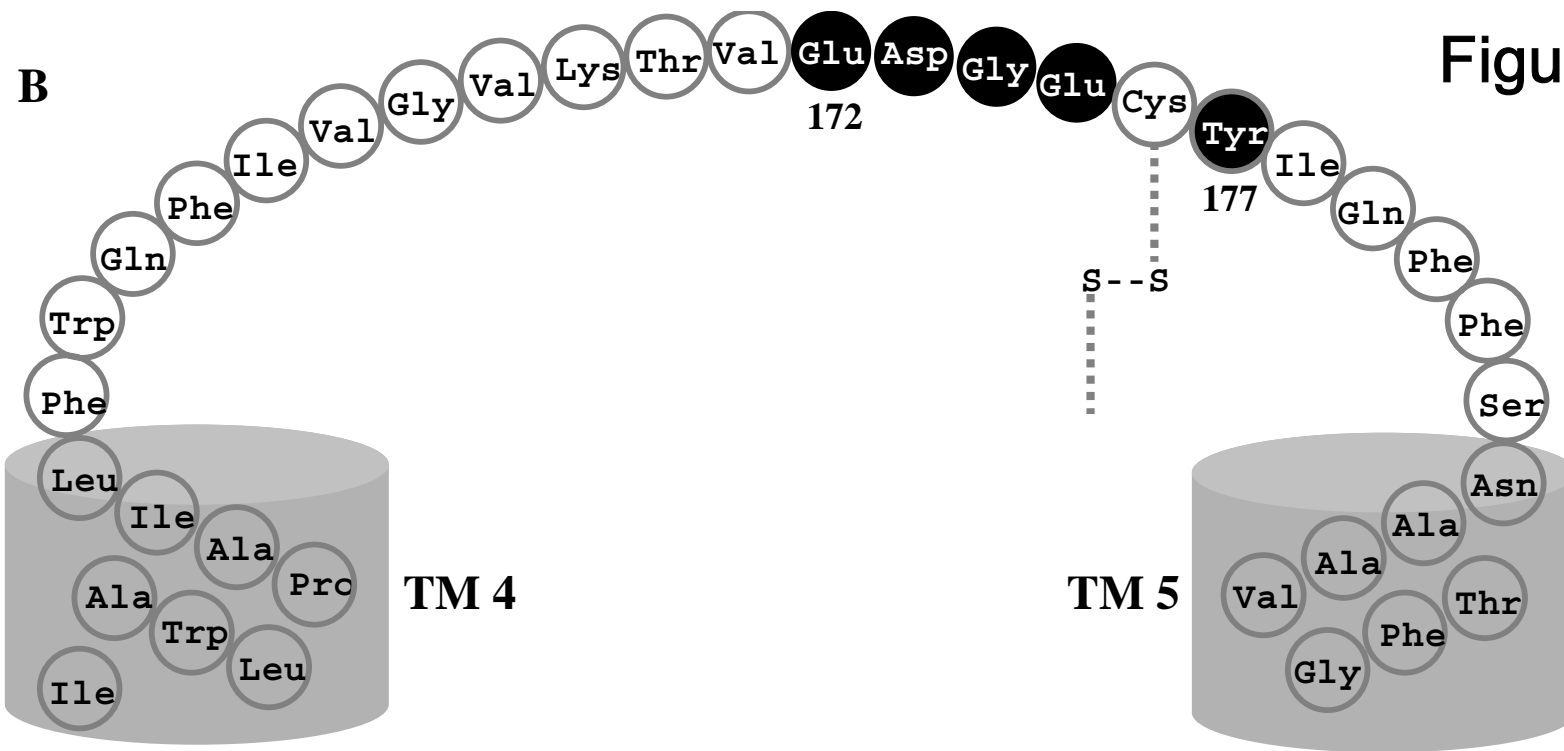 Figu
B
Phe
Trp
Gln
Phe
Ile
Val
Gly
Val
Lys
Thr
Val
Glu
Asp
Gly
Glu
Cys
Tyr
Ile
Gln
Phe
Phe
Ser
172
177
S--S
Leu
Ile
Ala
Pro
Ala
Trp
Leu
Ile
TM 4
TM 5
Asn
Ala
Ala
Val
Thr
Phe
Gly